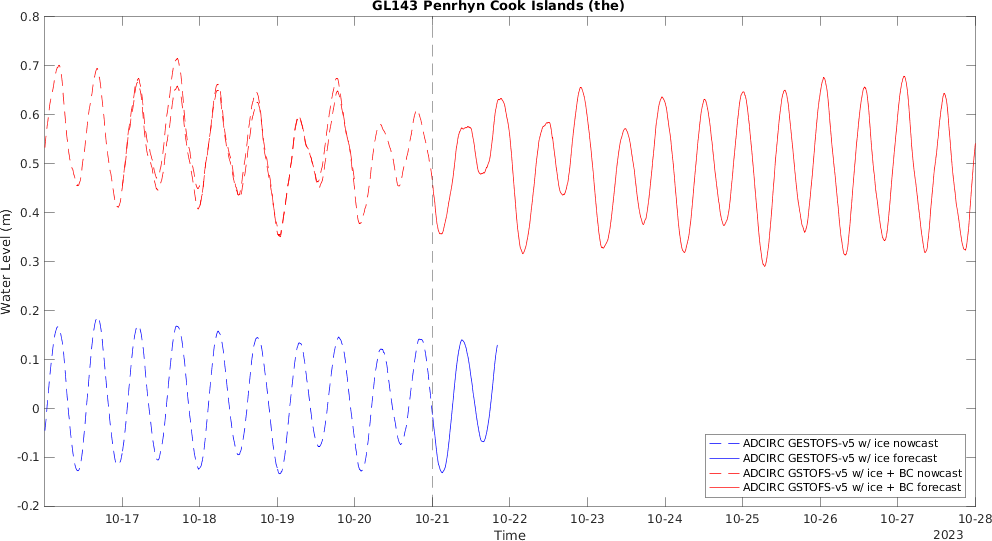 GL143 Penrhyn Cook Islands (the)
Water Level (m)
0.8
0.7
0.6
0.5
0.4
0.3
0.2
0.1
0
-0.1
-0.2
ADCIRC GESTOFS-v5 w/ ice nowcast
ADCIRC GESTOFS-v5 w/ ice forecast
ADCIRC GSTOFS-v5 w/ ice + BC nowcast
ADCIRC GSTOFS-v5 w/ ice + BC forecast
10-17 10-18 10-19 10-20 10-21 10-22 10-23 10-24 10-25 10-26 10-27 10-28
Time
2023